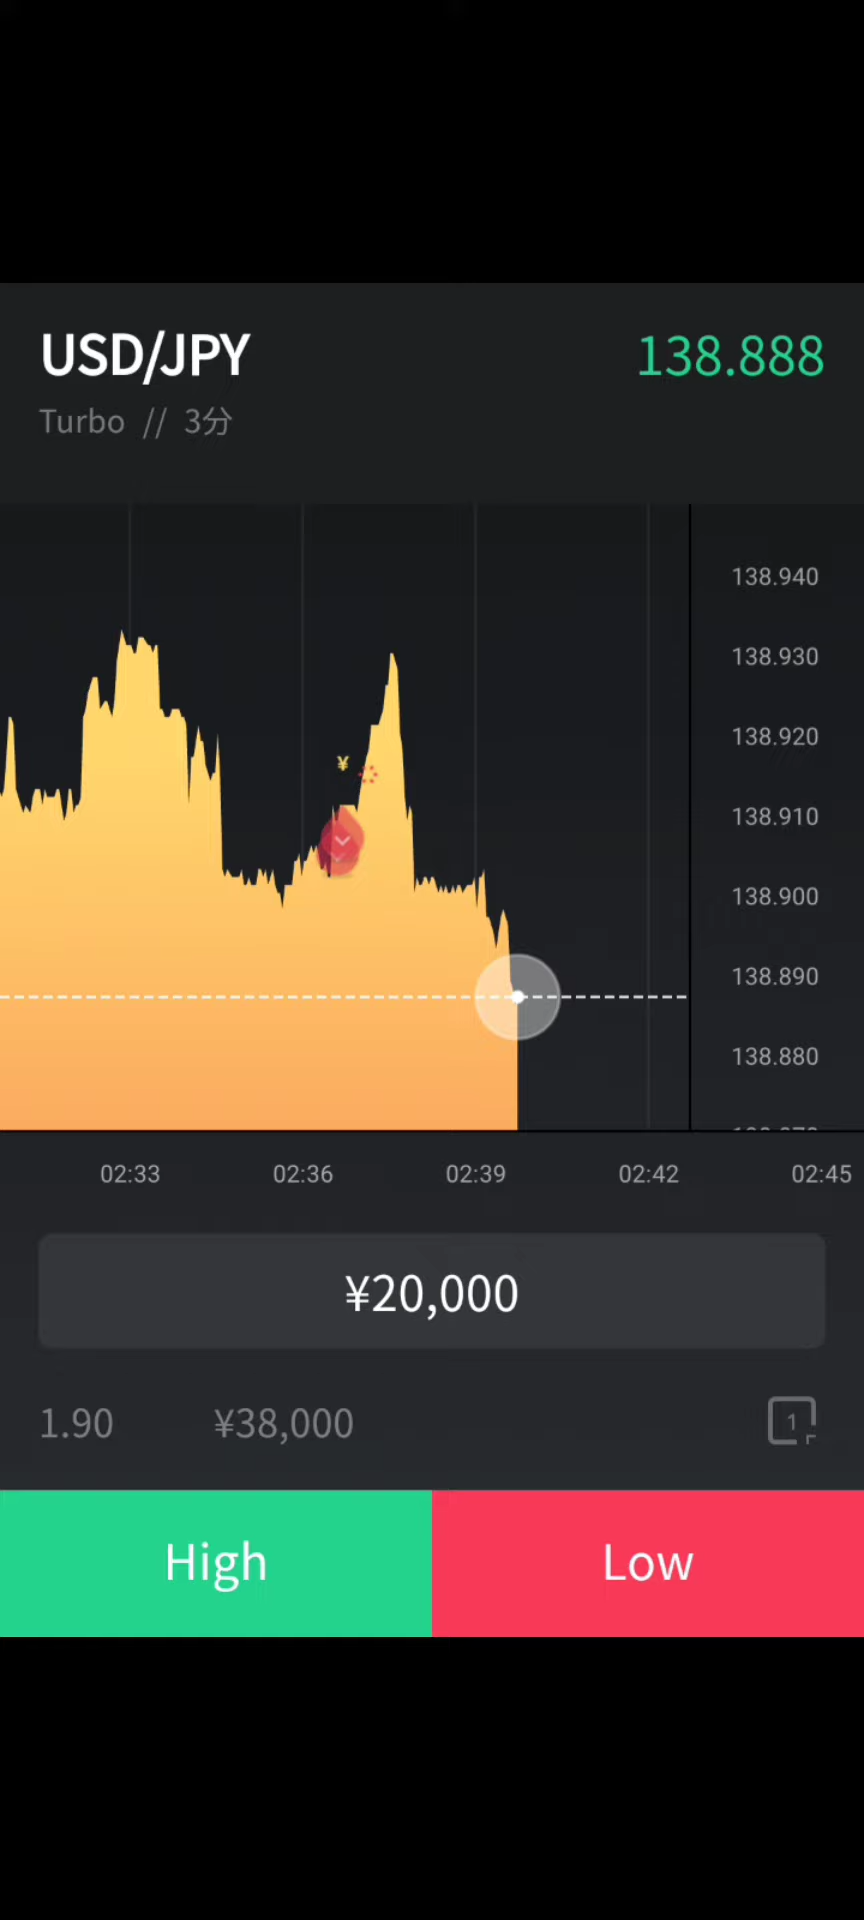 USD/JPY 138.888
Turbo // 3分
138.940
138.930
138.920
¥
138.910
138.900
138.890
138.880
02:33 02:36 02:39 02:42 02:45
¥20,000
1.90 ¥38,000 1
High Low